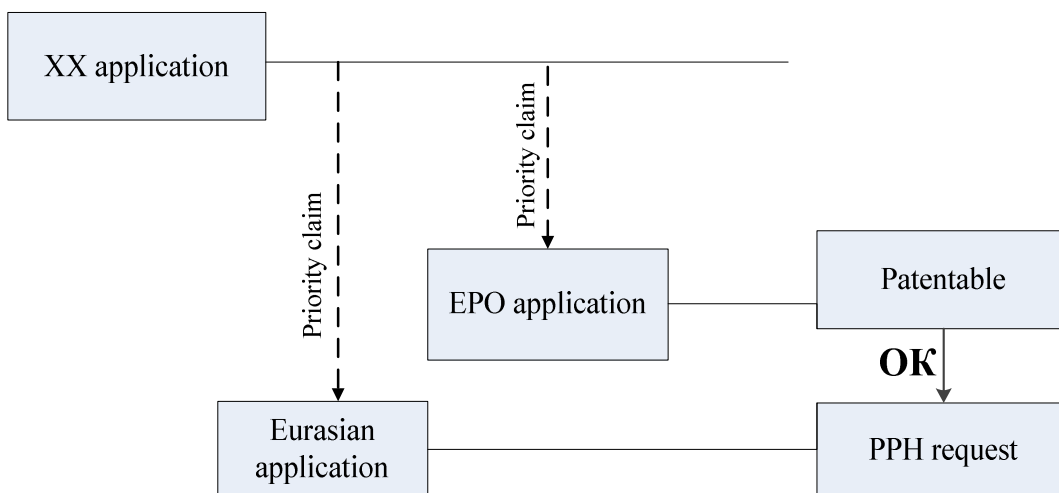 XX application
Priority claim
Priority claim
EPO application
Patentable
OK
Eurasian
application
PPH request